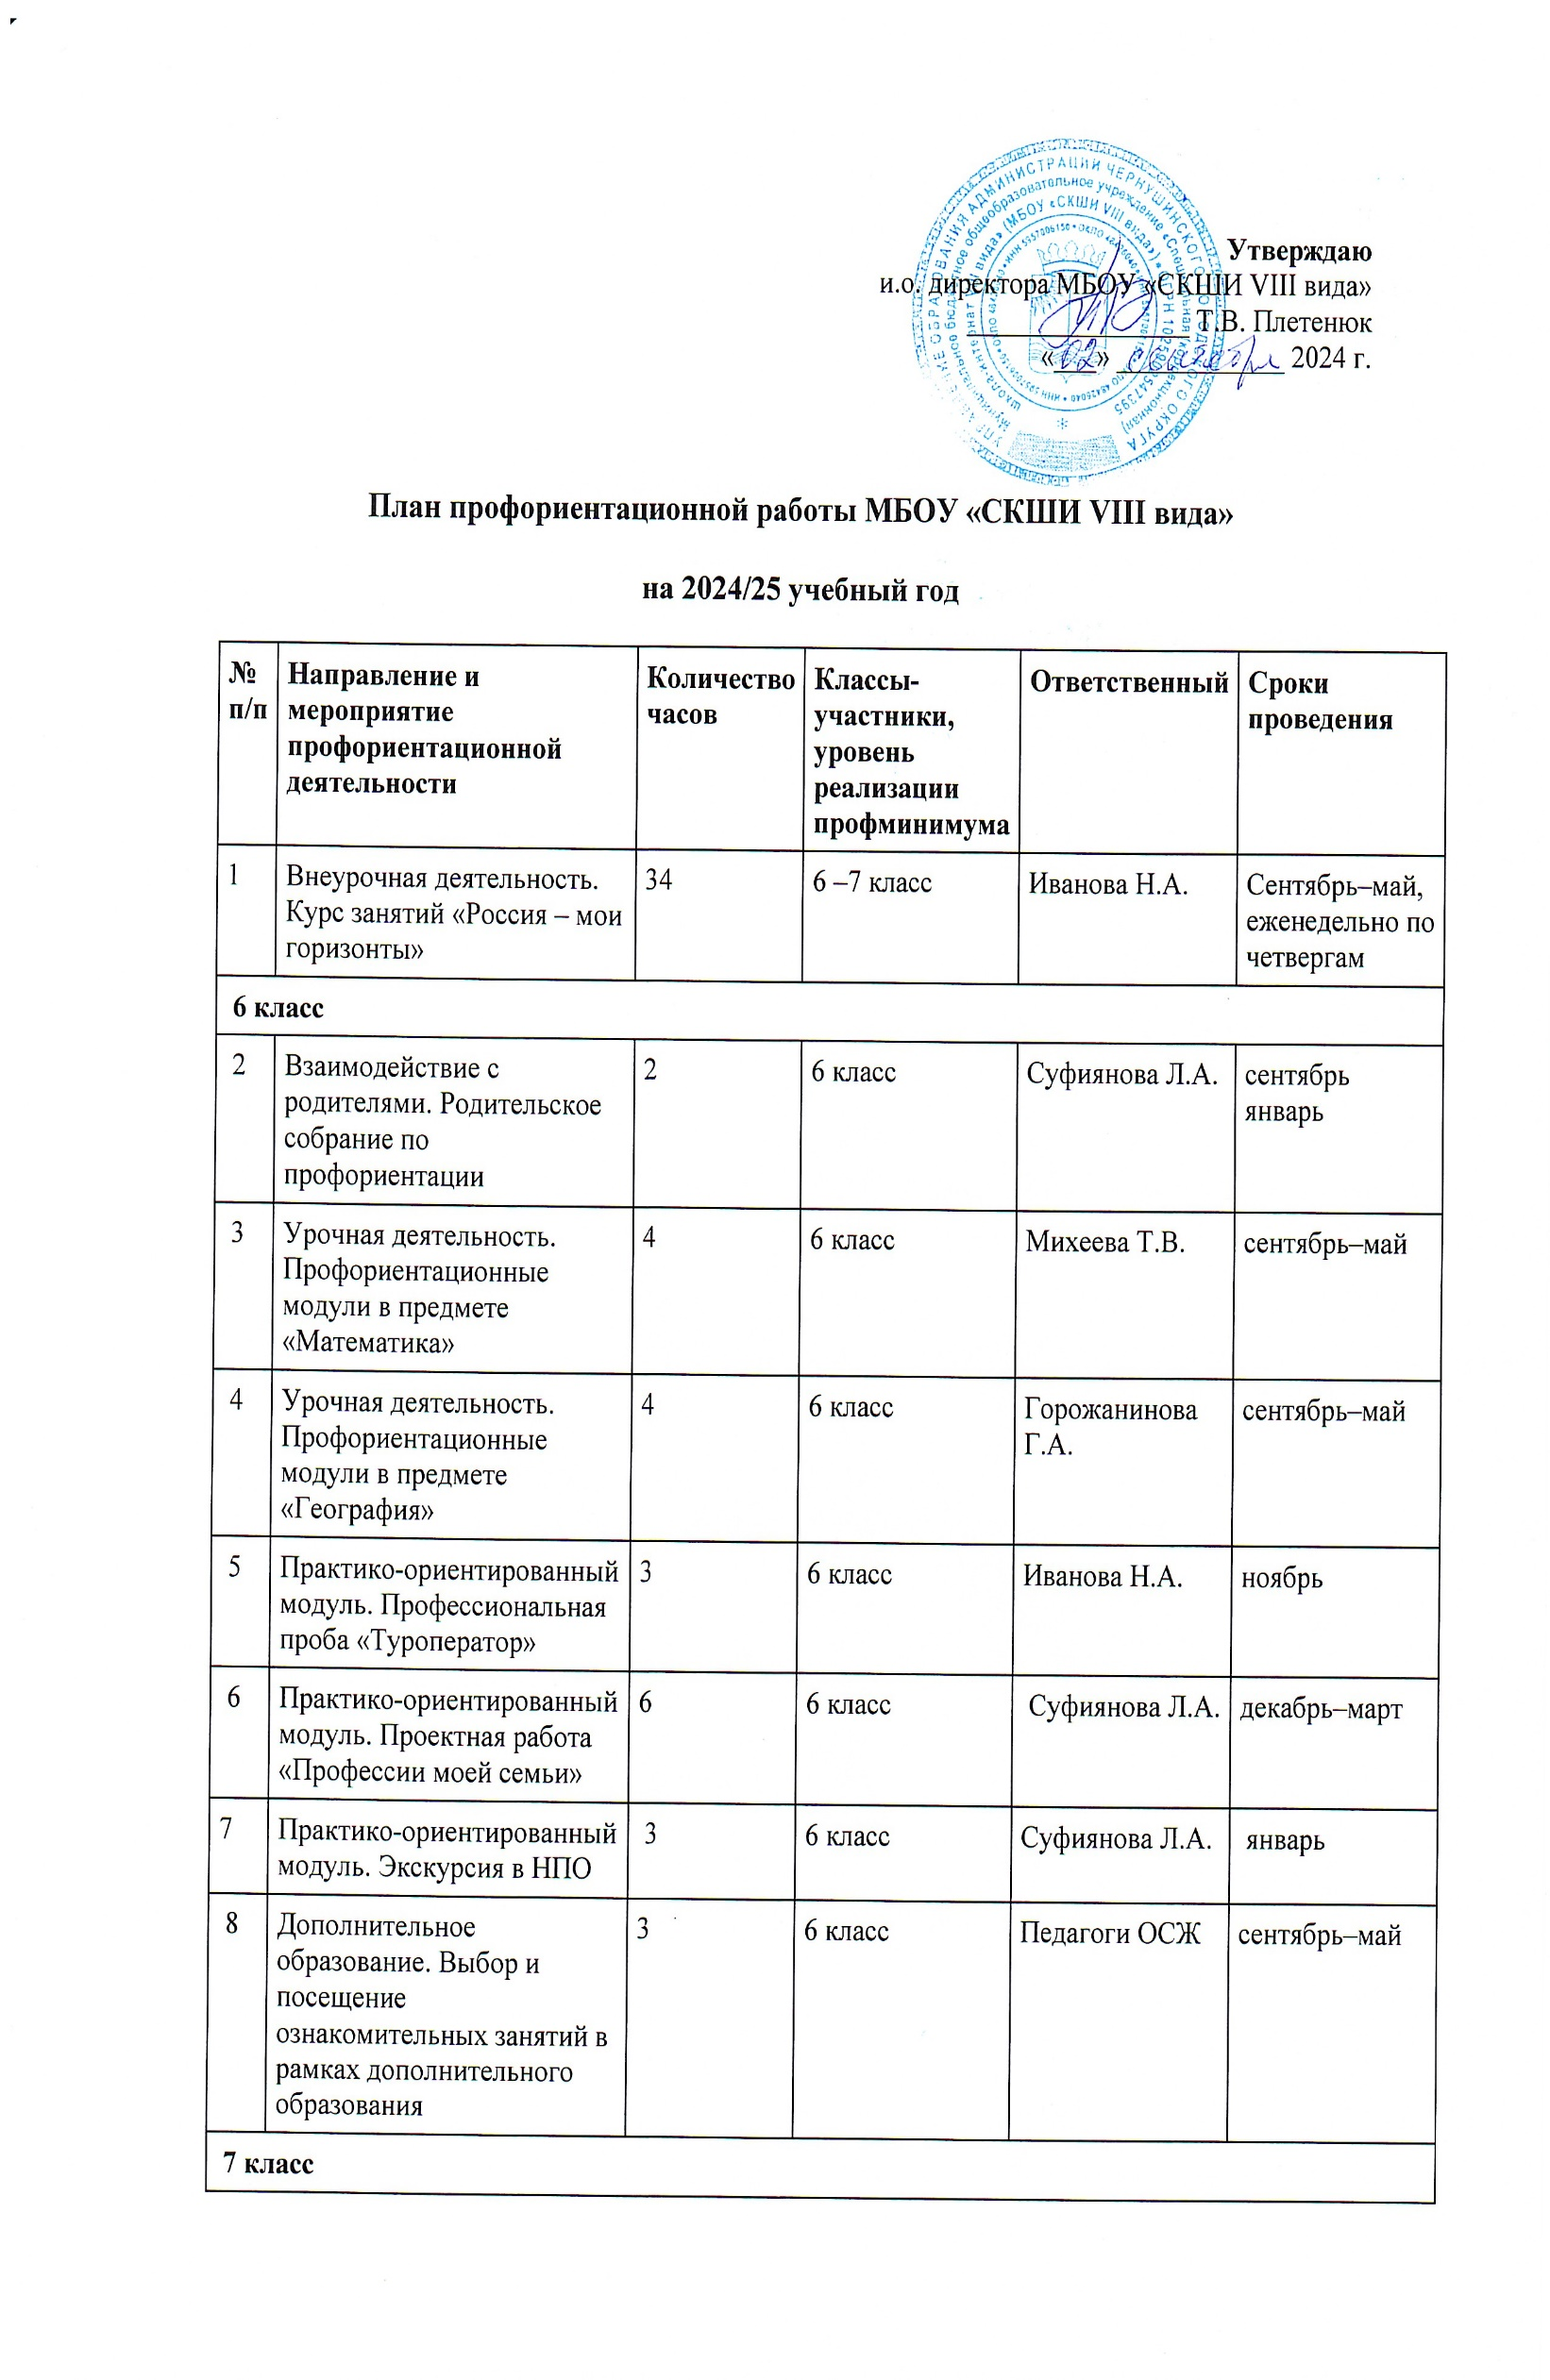 Утверждаю
и.о. директора МБОУ «СКШИ VIII вида»
Т.В. Плетенюк
«02» сентября 2024 г.
План профориентационной работы МБОУ «СКШИ VIII вида»
на 2024/25 учебный год
№ п/п Направление и мероприятие профориентационной деятельности Количество часов Классы-участники, уровень реализации профминимума Ответственный Сроки проведения
1 Внеурочная деятельность. Курс занятий «Россия – мои горизонты» 34 6 –7 класс Иванова Н.А. Сентябрь–май, еженедельно по четвергам
6 класс
2 Взаимодействие с родителями. Родительское собрание по профориентации 2 6 класс Суфиянова Л.А. сентябрь январь
3 Урочная деятельность. Профориентационные модули в предмете «Математика» 4 6 класс Михеева Т.В. сентябрь–май
4 Урочная деятельность. Профориентационные модули в предмете «География» 4 6 класс Горожанинова Г.А. сентябрь–май
5 Практико-ориентированный модуль. Профессиональная проба «Туроператор» 3 6 класс Иванова Н.А. ноябрь
6 Практико-ориентированный модуль. Проектная работа «Профессии моей семьи» 6 6 класс Суфиянова Л.А. декабрь–март
7 Практико-ориентированный модуль. Экскурсия в НПО 3 6 класс Суфиянова Л.А. январь
8 Дополнительное образование. Выбор и посещение ознакомительных занятий в рамках дополнительного образования 3 6 класс Педагоги ОСЖ сентябрь–май
7 класс